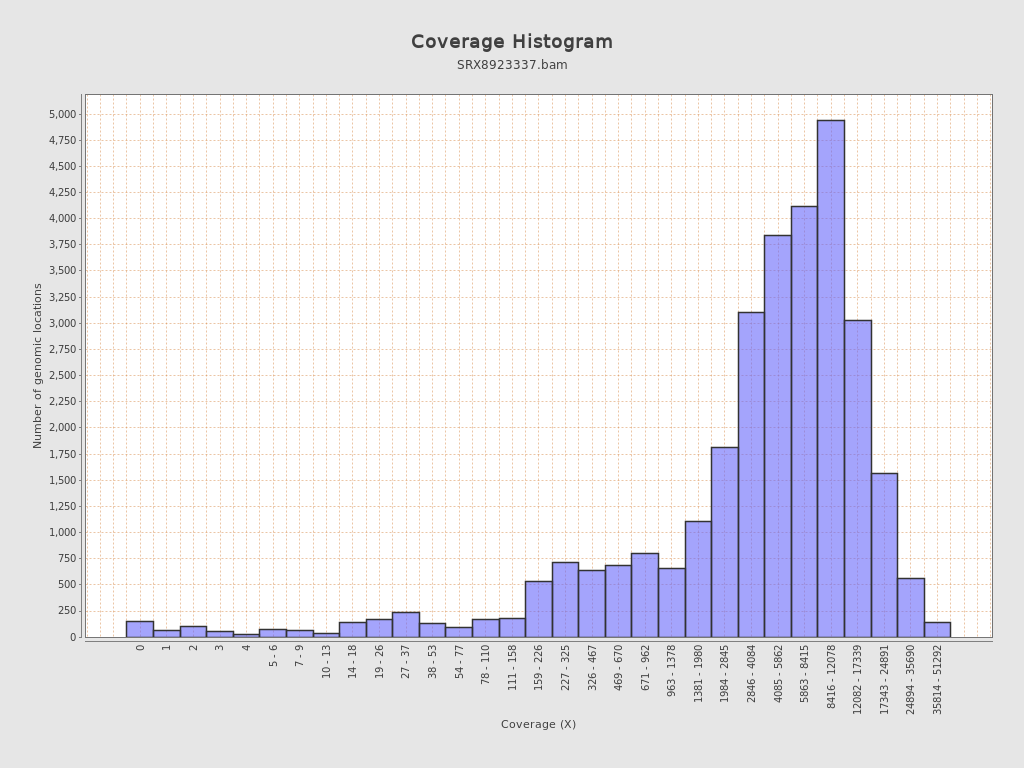 Coverage Histogram
SRX8923337.bam
Number of genomic locations
5,000
4,750
4,500
4,250
4,000
3,750
3,500
3,250
3,000
2,750
2,500
2,250
2,000
1,750
1,500
1,250
1,000
750
500
250
0
0
1
2
3
4
5 - 6
7 - 9
10 - 13
14 - 18
19 - 26
27 - 37
38 - 53
54 - 77
78 - 110
111 - 158
159 - 226
227 - 325
326 - 467
469 - 670
671 - 962
963 - 1378
1381 - 1980
1984 - 2845
2846 - 4084
4085 - 5862
5863 - 8415
8416 - 12078
12082 - 17339
17343 - 24891
24894 - 35690
35814 - 51292
Coverage (X)